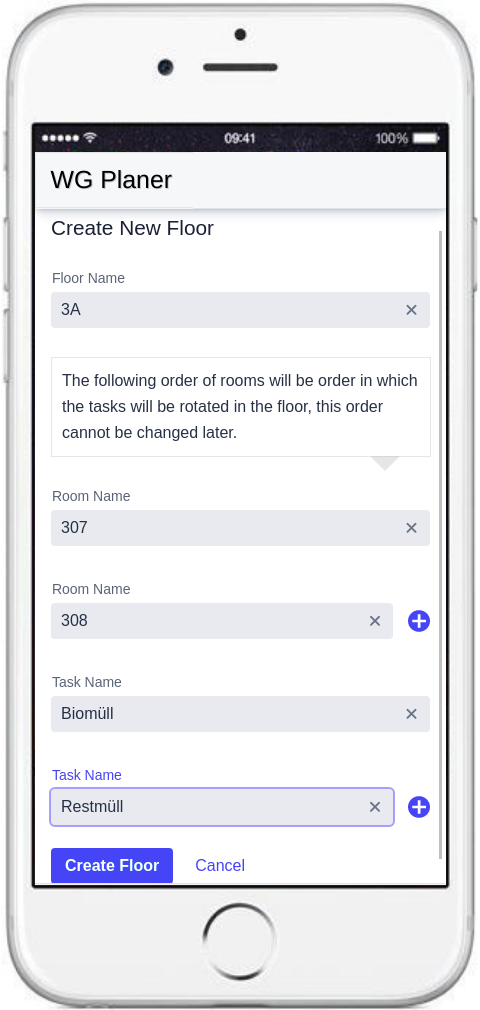 09:41
100%
WG Planer
Create New Floor
Floor Name
3A
The following order of rooms will be order in which
the tasks will be rotated in the floor, this order
cannot be changed later.
Room Name
307
Room Name
308
Task Name
Biomüll
Task Name
Restmüll
Create Floor Cancel